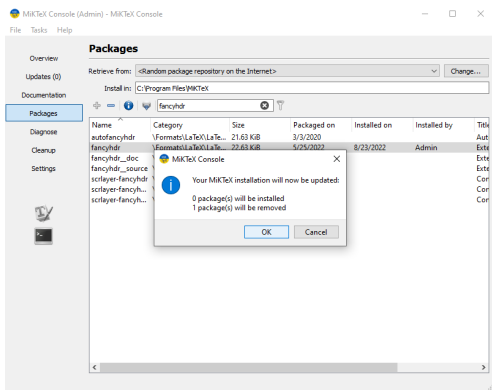 MiKTeX Console (Admin) - MiKTeX Console
File Tasks Help
Overview
Updates (0)
Documentation
Packages
Diagnose
Cleanup
Settings
Packages
Retrieve from: <Random package repository on the Internet> Change...
Install in: C:\Program Files\MiKTeX
fancyhdr
Name Category Size Packaged on Installed on Installed by Title
autofancyhdr \Formats\LaTeX\LaTe... 21.63 KiB 3/3/2020 Aut
fancyhdr \Formats\LaTeX\LaTe... 22.63 KiB 5/25/2022 8/23/2022 Admin Exte
fancyhdr__doc Exte
fancyhdr__source Exte
scrlayer-fancyhdr Cor
scrlayer-fancyh... Cor
scrlayer-fancyh... Cor
MiKTeX Console
Your MiKTeX installation will now be updated:
0 package(s) will be installed
1 package(s) will be removed
OK Cancel